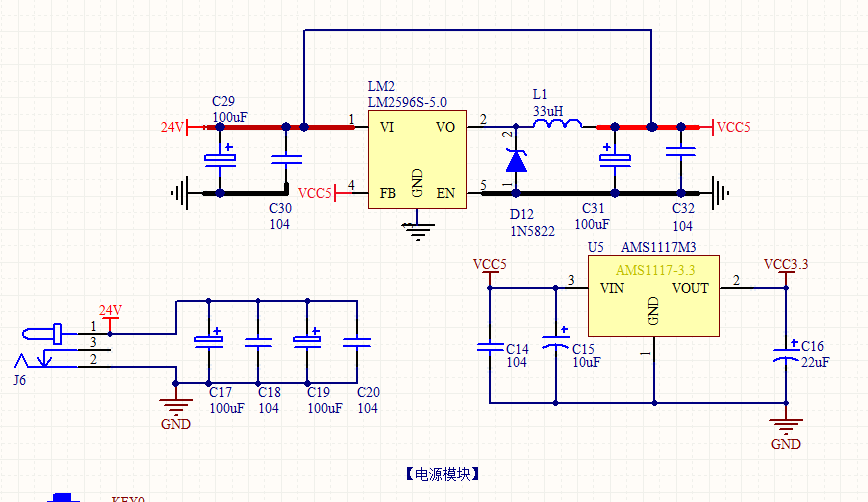 LM2
LM2596S-5.0
C29
100uF
24V
1
VI
VO
2
L1
33uH
VCC5
VCC5
4
FB
GND
EN
5
2
1
C30
104
D12
1N5822
C31
100uF
C32
104
U5
AMS1117M3
AMS1117-3.3
VCC5
3
VIN
VOUT
2
VCC3.3
GND
1
C14
104
C15
10uF
C16
22uF
GND
24V
1
3
2
J6
GND
C17
100uF
C18
104
C19
100uF
C20
104
【电源模块】
KEY0